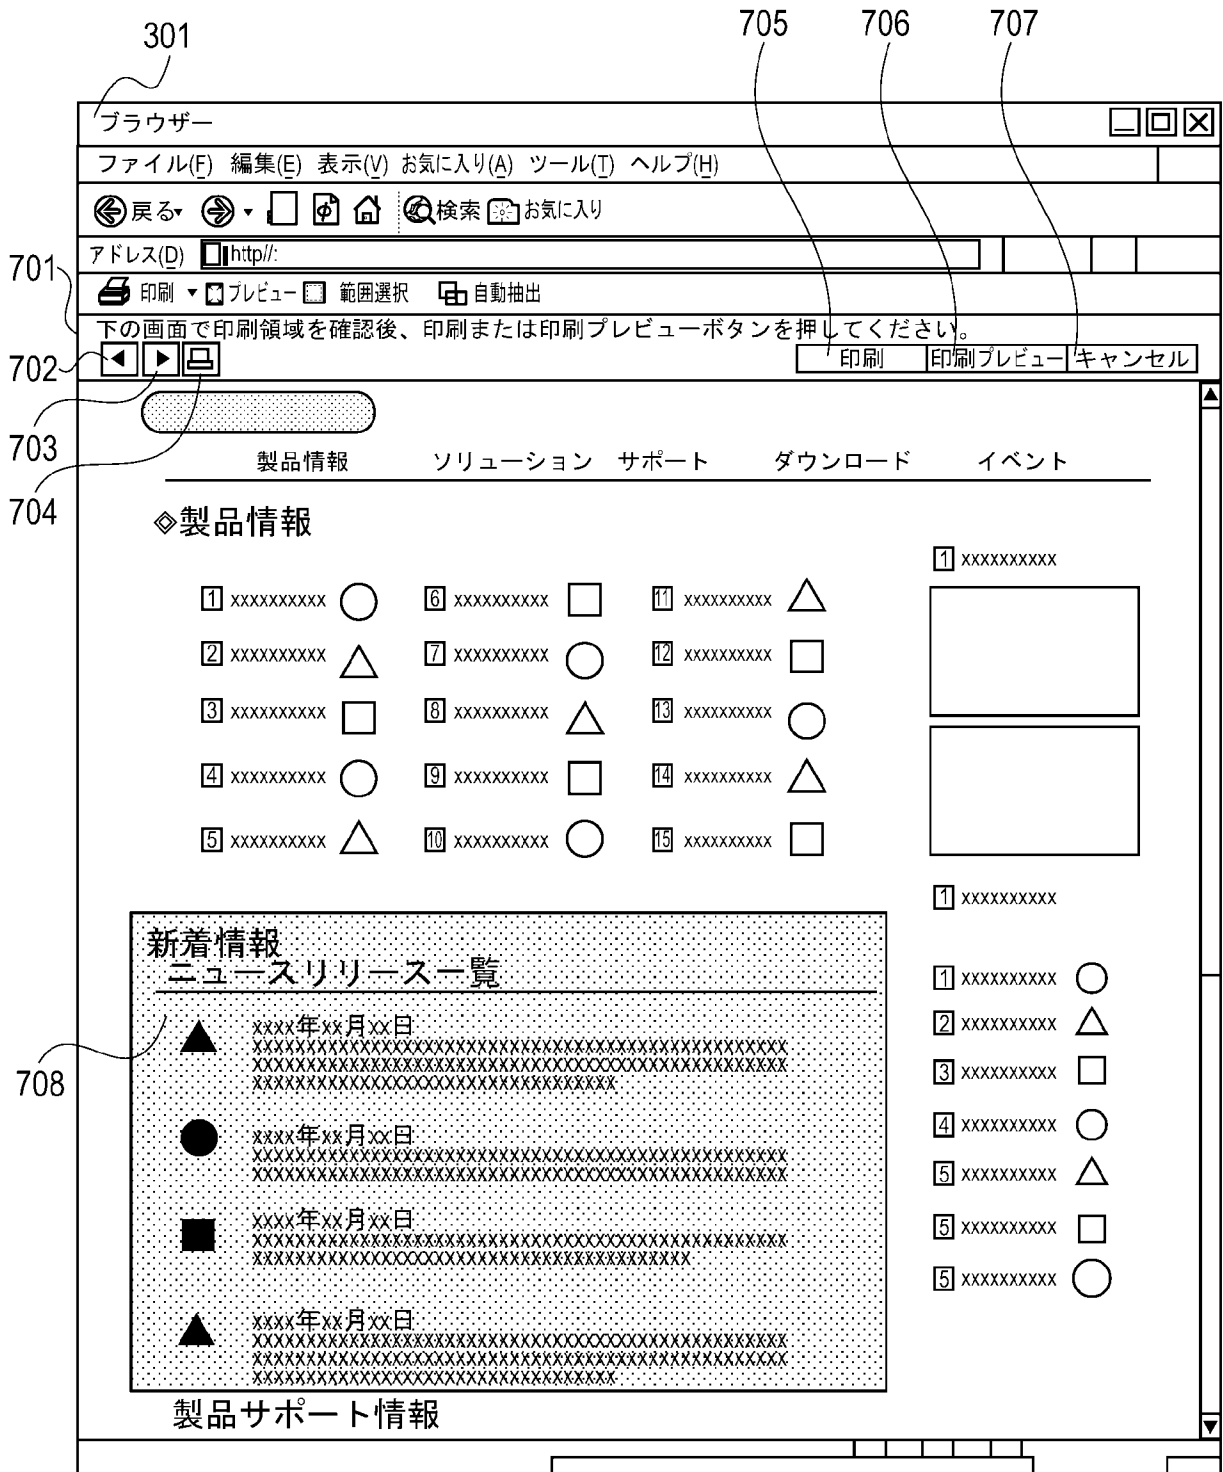 301
705 706 707
ブラウザー
ファイル(F) 編集(E) 表示(V) お気に入り(A) ツール(T) ヘルプ(H)
戻る 検索 お気に入り
アドレス(D) http//:
701
印刷 プレビュー 範囲選択 自動抽出
下の画面で印刷領域を確認後、印刷または印刷プレビューボタンを押してください。
702 印刷 印刷プレビュー キャンセル
703
704
製品情報 ソリューション サポート ダウンロード イベント
◈製品情報
1 xxxxxxxxxx
1 xxxxxxxxxx 6 xxxxxxxxxx 11 xxxxxxxxxx
2 xxxxxxxxxx 7 xxxxxxxxxx 12 xxxxxxxxxx
3 xxxxxxxxxx 8 xxxxxxxxxx 13 xxxxxxxxxx
4 xxxxxxxxxx 9 xxxxxxxxxx 14 xxxxxxxxxx
5 xxxxxxxxxx 10 xxxxxxxxxx 15 xxxxxxxxxx
1 xxxxxxxxxx
新着情報
ニュースリリース一覧
708
xxxx年xx月xx日
xxxx年xx月xx日
xxxx年xx月xx日
xxxx年xx月xx日
1 xxxxxxxxxx
2 xxxxxxxxxx
3 xxxxxxxxxx
4 xxxxxxxxxx
5 xxxxxxxxxx
5 xxxxxxxxxx
5 xxxxxxxxxx
製品サポート情報